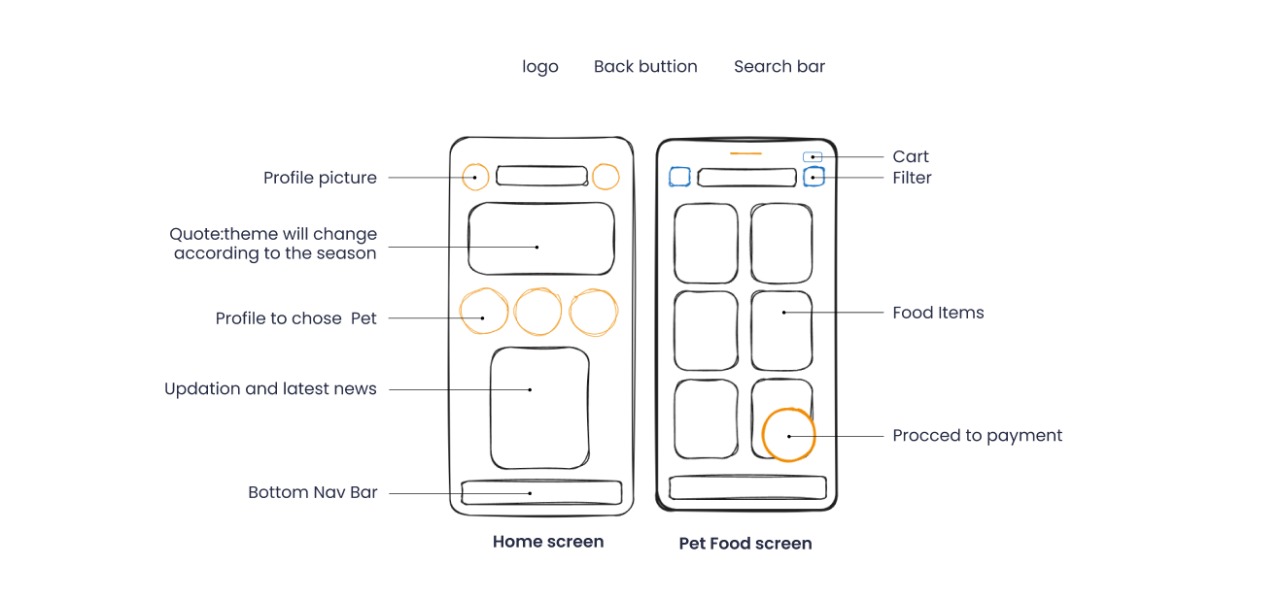 logo Back buttion Search bar
Cart
Profile picture
Filter
Quote:theme will change
according to the season
Profile to chose Pet
Food Items
Updation and latest news
Procced to payment
Bottom Nav Bar
Home screen
Pet Food screen